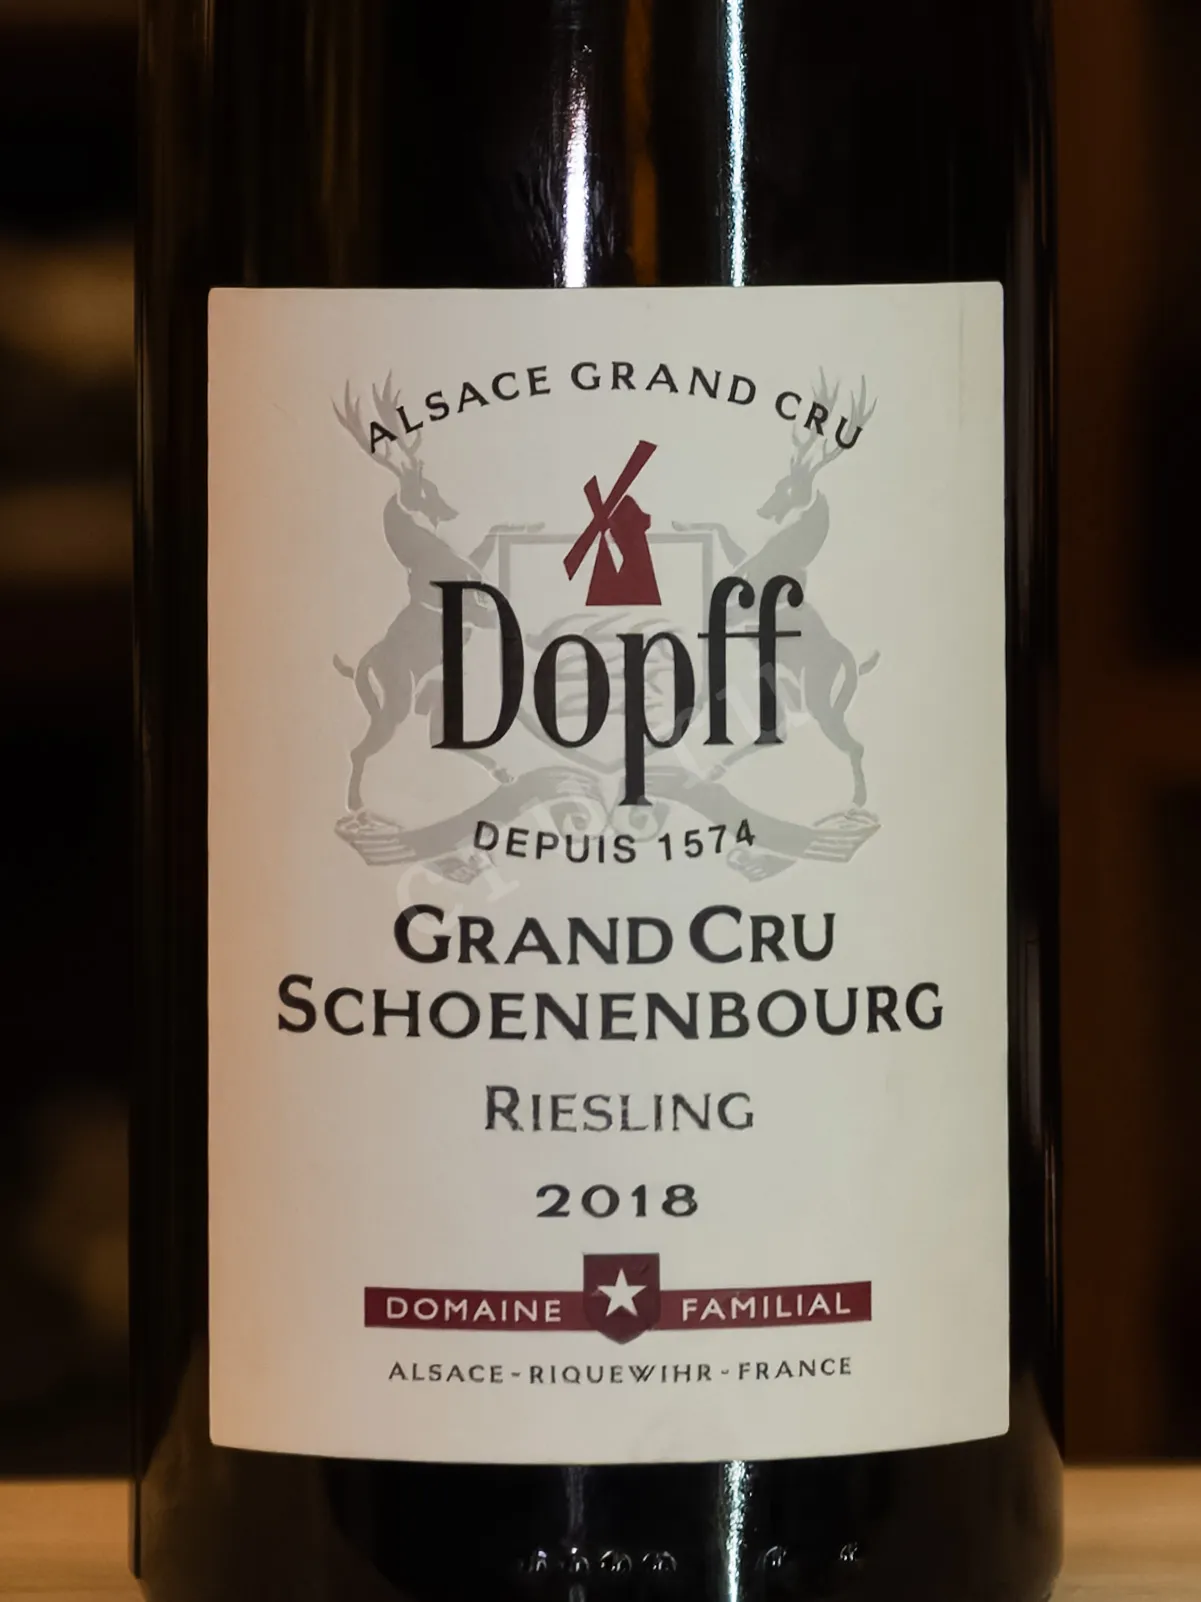 ALSACE GRAND CRU
Dopff
DEPUIS 1574
GRAND CRU
SCHOENENBOURG
RIESLING
2018
DOMAINE FAMILIAL
ALSACE-RIQUEWIHR-FRANCE